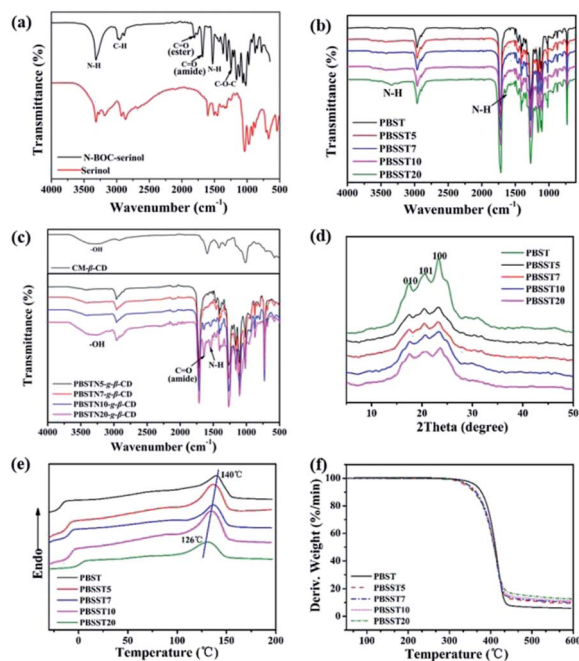 (a)
Transmittance (%)
N-H
C-H
C=O
(ester)
C=O
(amide)
N-H
C-O-C
N-BOC-serinol
Serinol
4000 3500 3000 2500 2000 1500 1000 500
Wavenumber (cm-1)
(b)
Transmittance (%)
N-H
N-H
PBST
PBSST5
PBSST7
PBSST10
PBSST20
4000 3500 3000 2500 2000 1500 1000
Wavenumber (cm-1)
(c)
Transmittance (%)
-OH
CM-β-CD
-OH
C=O
(amide)
N-H
PBSTN5-g-β-CD
PBSTN7-g-β-CD
PBSTN10-g-β-CD
PBSTN20-g-β-CD
4000 3500 3000 2500 2000 1500 1000 500
Wavenumber (cm-1)
(d)
010
101
100
PBST
PBSST5
PBSST7
PBSST10
PBSST20
10 20 30 40 50
2Theta (degree)
(e)
Endo
140℃
126℃
PBST
PBSST5
PBSST7
PBSST10
PBSST20
0 50 100 150 200
Temperature (℃)
(f)
Deriv. Weight (%/min)
100
80
60
40
20
0
PBST
PBSST5
PBSST7
PBSST10
PBSST20
100 200 300 400 500 600
Temperature (℃)